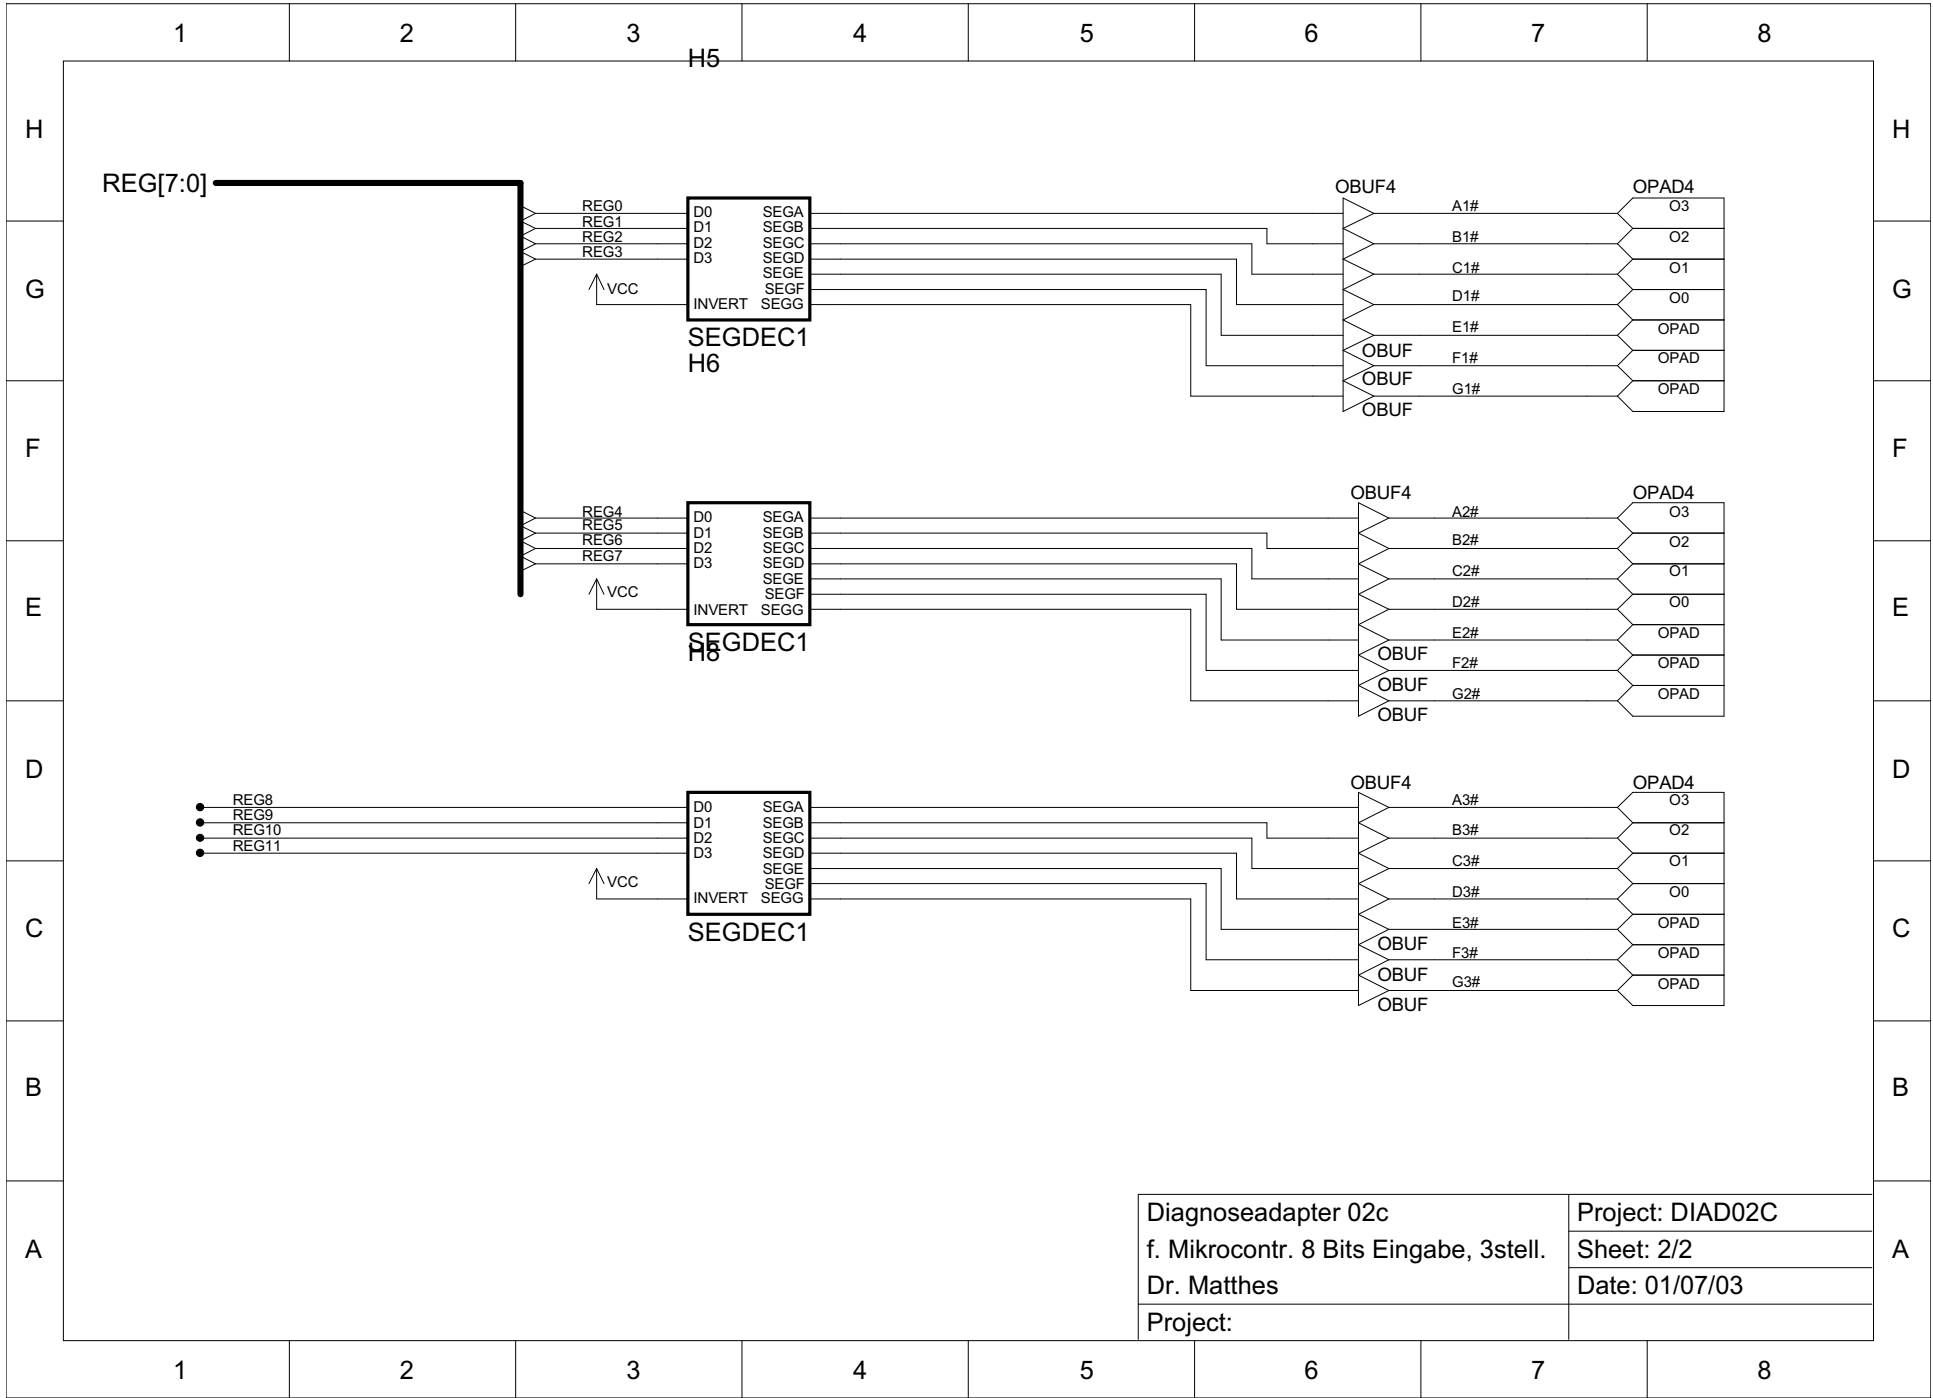 1 2 3 4 5 6 7 8
H5
H H
REG[7:0]
OBUF4 OPAD4
REG0 D0 SEGA A1# O3
REG1 D1 SEGB B1# O2
REG2 D2 SEGC C1# O1
REG3 D3 SEGD D1# O0
SEGE E1# OPAD
G VCC SEGF OBUF F1# OPAD G
INVERT SEGG OBUF G1# OPAD
SEGDEC1 OBUF
H6
F F
OBUF4 OPAD4
REG4 D0 SEGA A2# O3
REG5 D1 SEGB B2# O2
REG6 D2 SEGC C2# O1
REG7 D3 SEGD D2# O0
SEGE E2# OPAD
E VCC SEGF OBUF F2# OPAD E
INVERT SEGG OBUF G2# OPAD
SEGDEC1 OBUF
H8
D D
OBUF4 OPAD4
REG8 D0 SEGA A3# O3
REG9 D1 SEGB B3# O2
REG10 D2 SEGC C3# O1
REG11 D3 SEGD D3# O0
SEGE E3# OPAD
VCC SEGF OBUF F3# OPAD
C INVERT SEGG OBUF G3# OPAD C
SEGDEC1 OBUF
B B
Diagnoseadapter 02c Project: DIAD02C
A f. Mikrocontr. 8 Bits Eingabe, 3stell. Sheet: 2/2 A
Dr. Matthes Date: 01/07/03
Project:
1 2 3 4 5 6 7 8